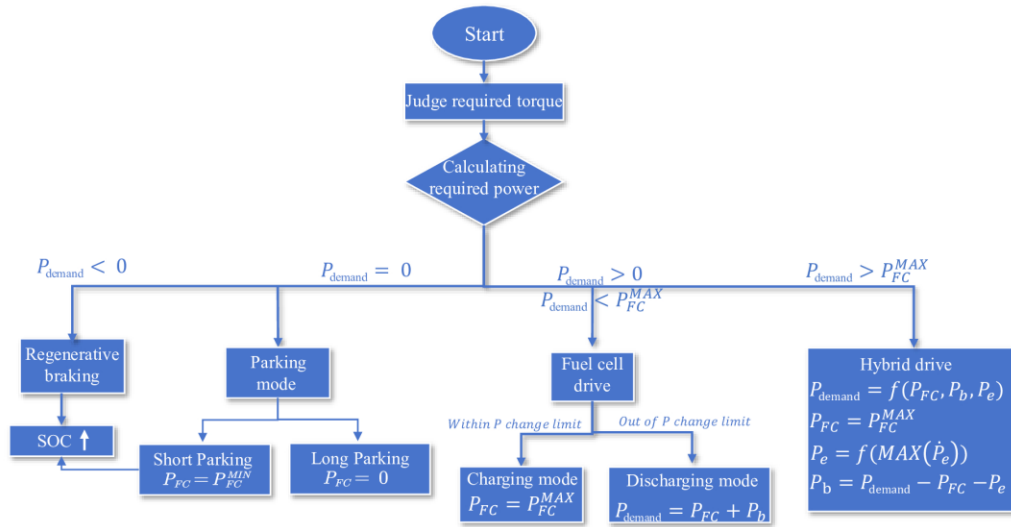 Start
Judge required torque
Calculating
required power
P_demand < 0
P_demand = 0
P_demand > 0
P_demand < P_FC^MAX
P_demand > P_FC^MAX
Regenerative
braking
SOC ↑
Parking
mode
Short Parking
P_FC = P_FC^MIN
Long Parking
P_FC = 0
Fuel cell
drive
Within P change limit
Out of P change limit
Charging mode
P_FC = P_FC^MAX
Discharging mode
P_demand = P_FC + P_b
Hybrid drive
P_demand = f(P_FC, P_b, P_e)
P_FC = P_FC^MAX
P_e = f(MAX(Ṗ_e))
P_b = P_demand − P_FC − P_e